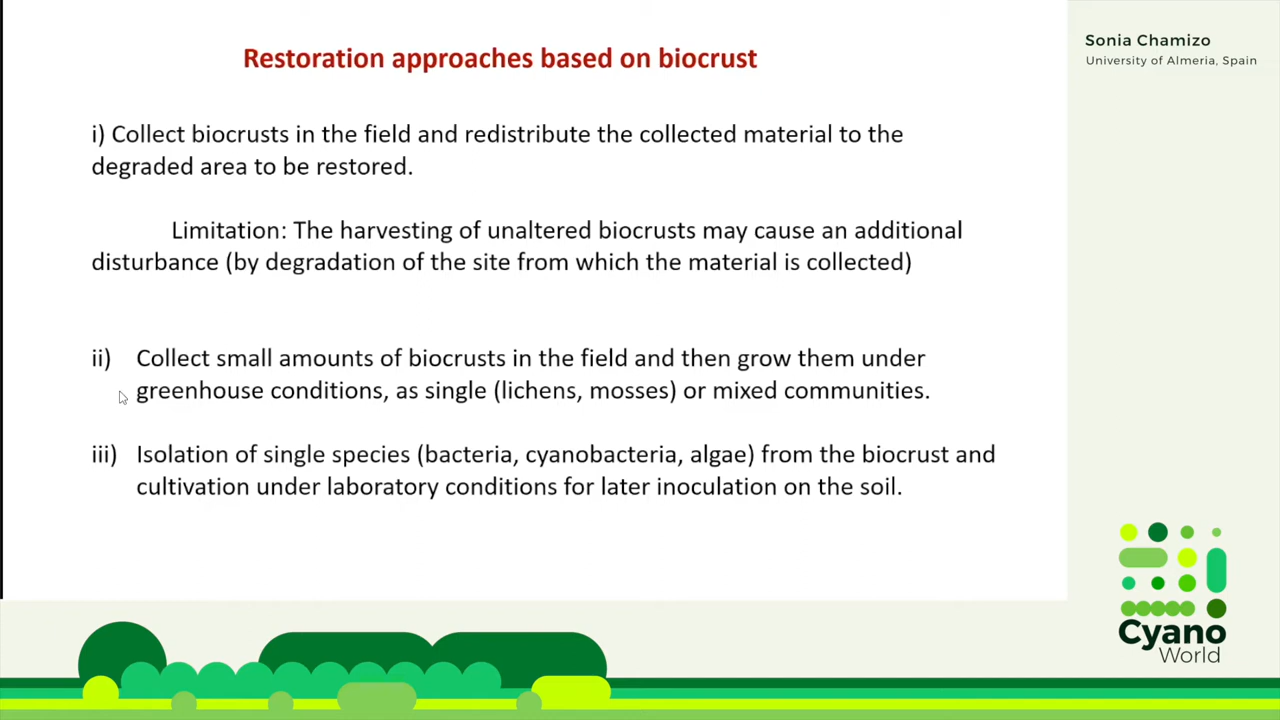 Restoration approaches based on biocrust
Sonia Chamizo
University of Almeria, Spain
i) Collect biocrusts in the field and redistribute the collected material to the
degraded area to be restored.
Limitation: The harvesting of unaltered biocrusts may cause an additional
disturbance (by degradation of the site from which the material is collected)
ii) Collect small amounts of biocrusts in the field and then grow them under
greenhouse conditions, as single (lichens, mosses) or mixed communities.
iii) Isolation of single species (bacteria, cyanobacteria, algae) from the biocrust and
cultivation under laboratory conditions for later inoculation on the soil.
Cyano
World